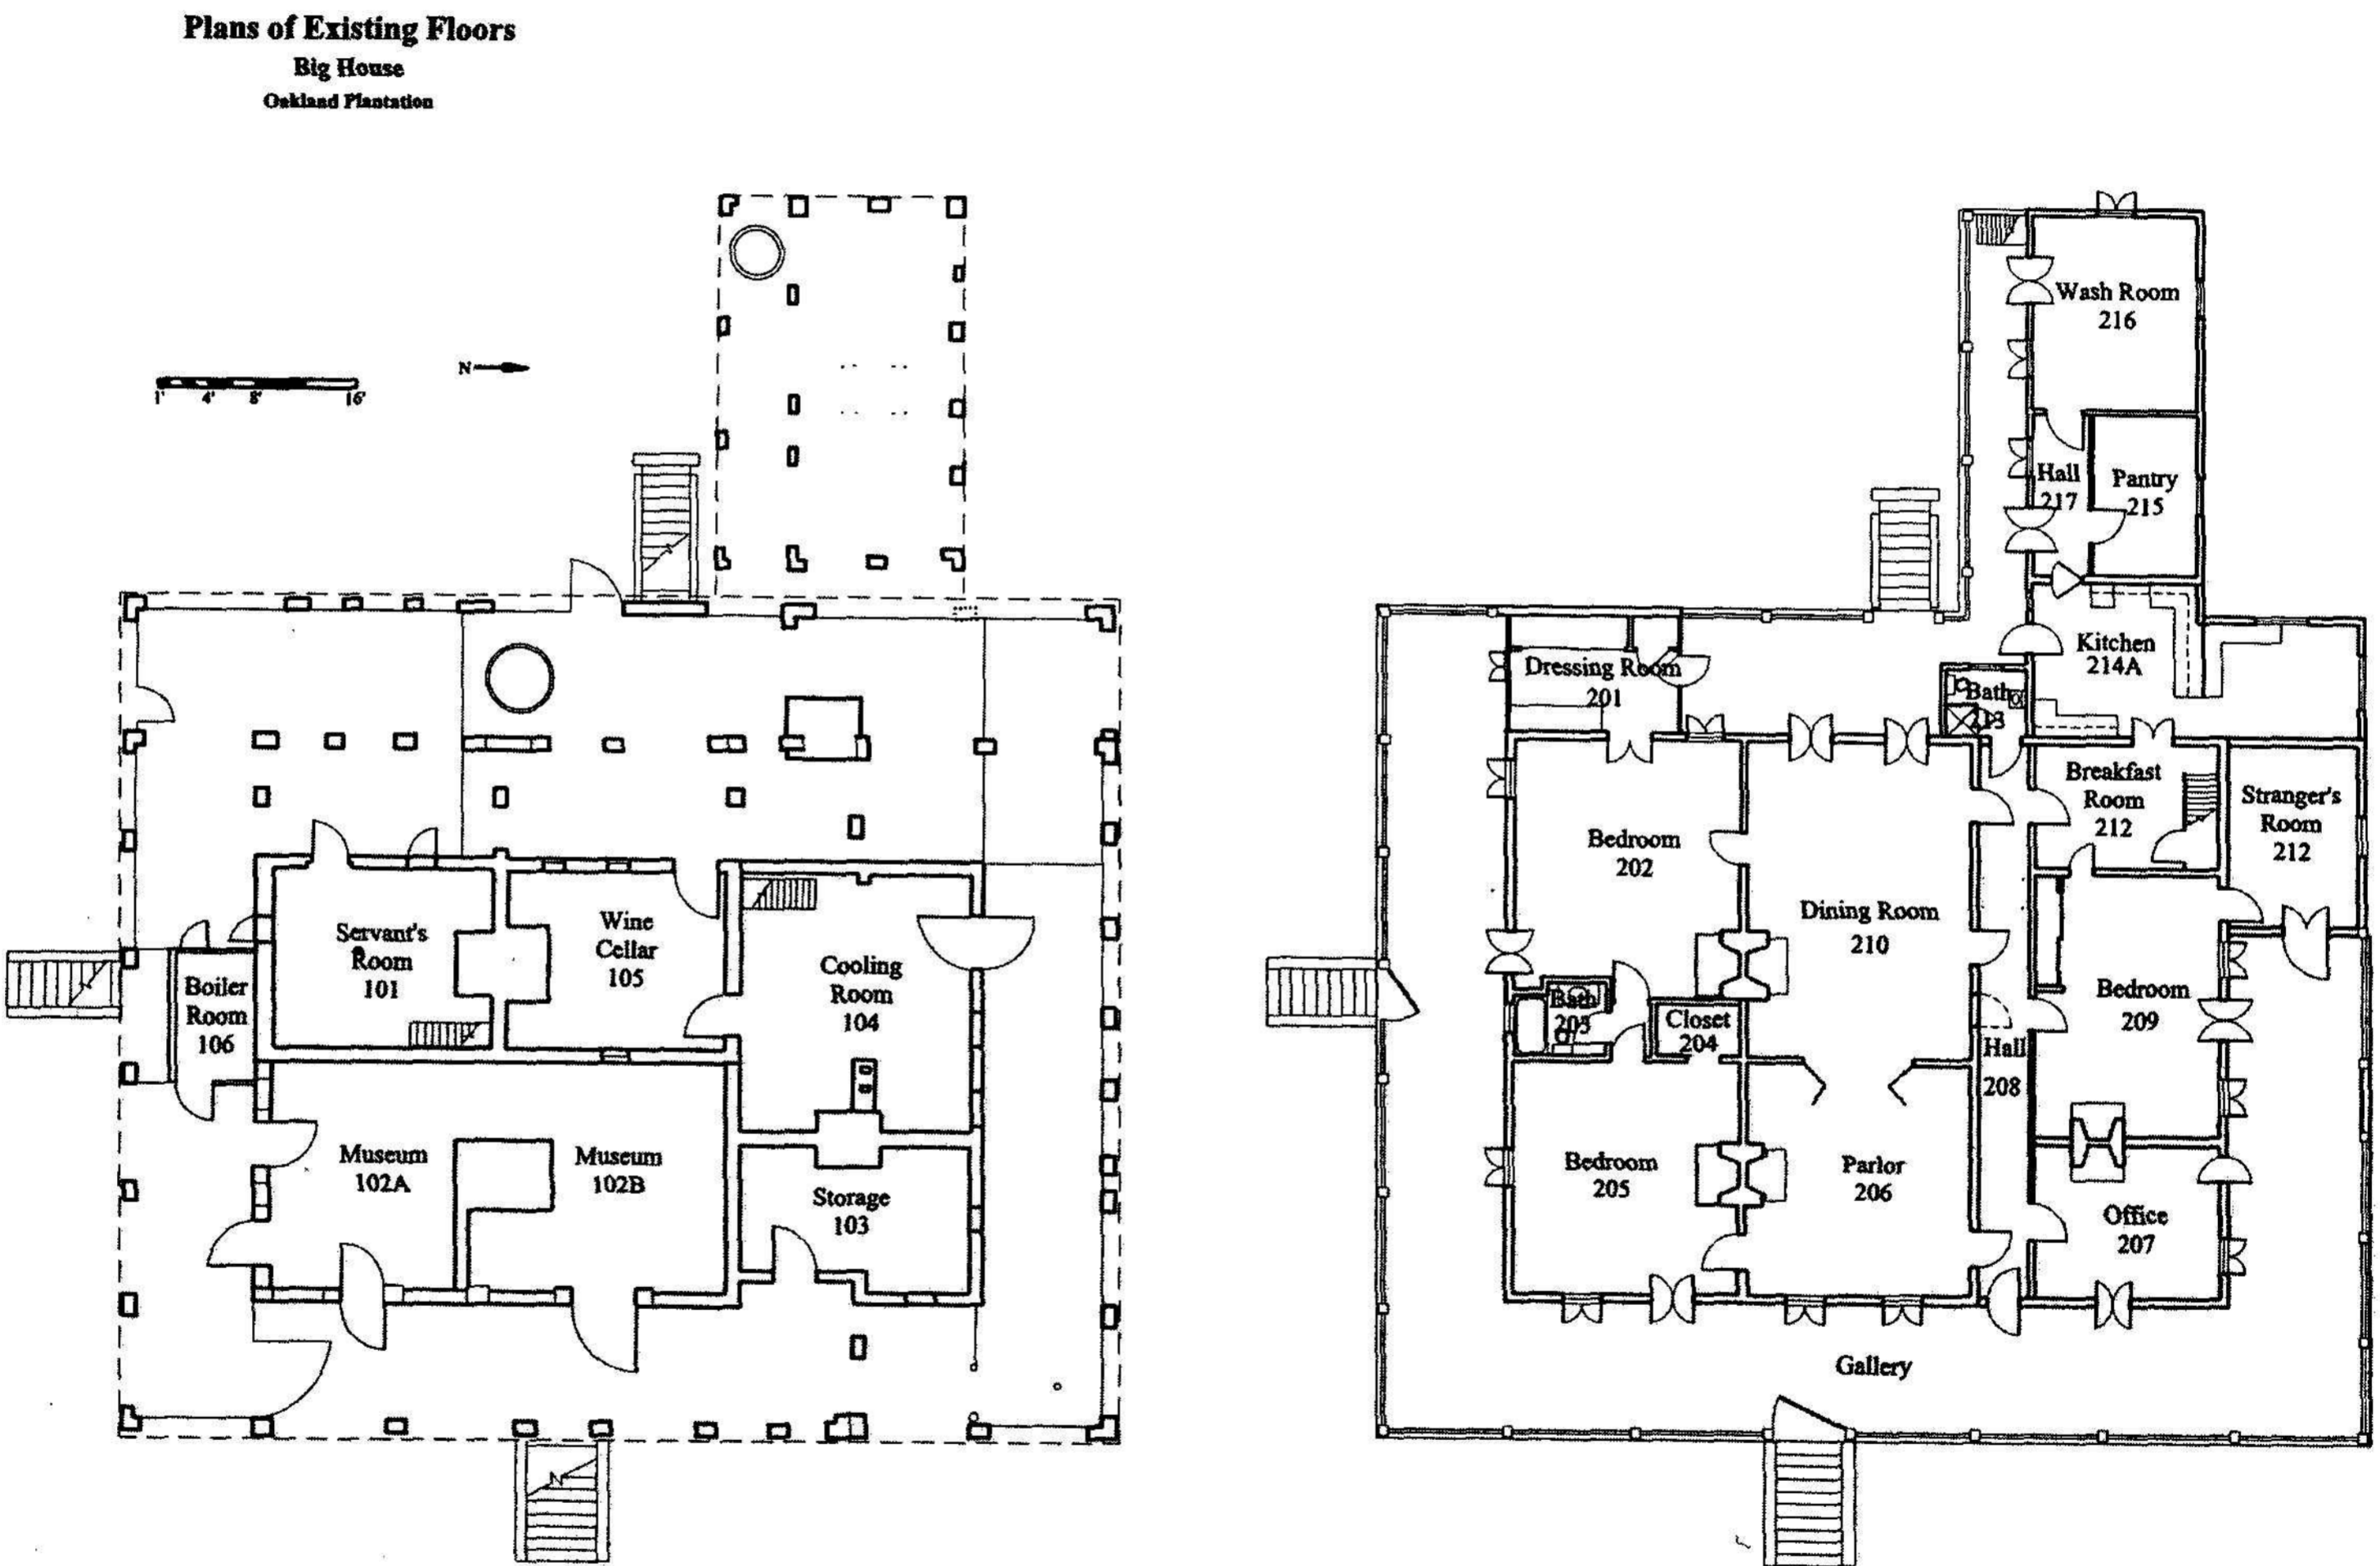 Plans of Existing Floors
Big House
Oakland Plantation
1' 4' 8' 16'
N
Servant's
Room
101
Wine
Cellar
105
Cooling
Room
104
Boiler
Room
106
Museum
102A
Museum
102B
Storage
103
N
Wash Room
216
Hall
217
Pantry
215
Kitchen
214A
Dressing Room
201
Bath
213
Breakfast
Room
212
Stranger's
Room
212
Bedroom
202
Dining Room
210
Bedroom
209
Bath
203
Closet
204
Hall
208
Bedroom
205
Parlor
206
Office
207
Gallery